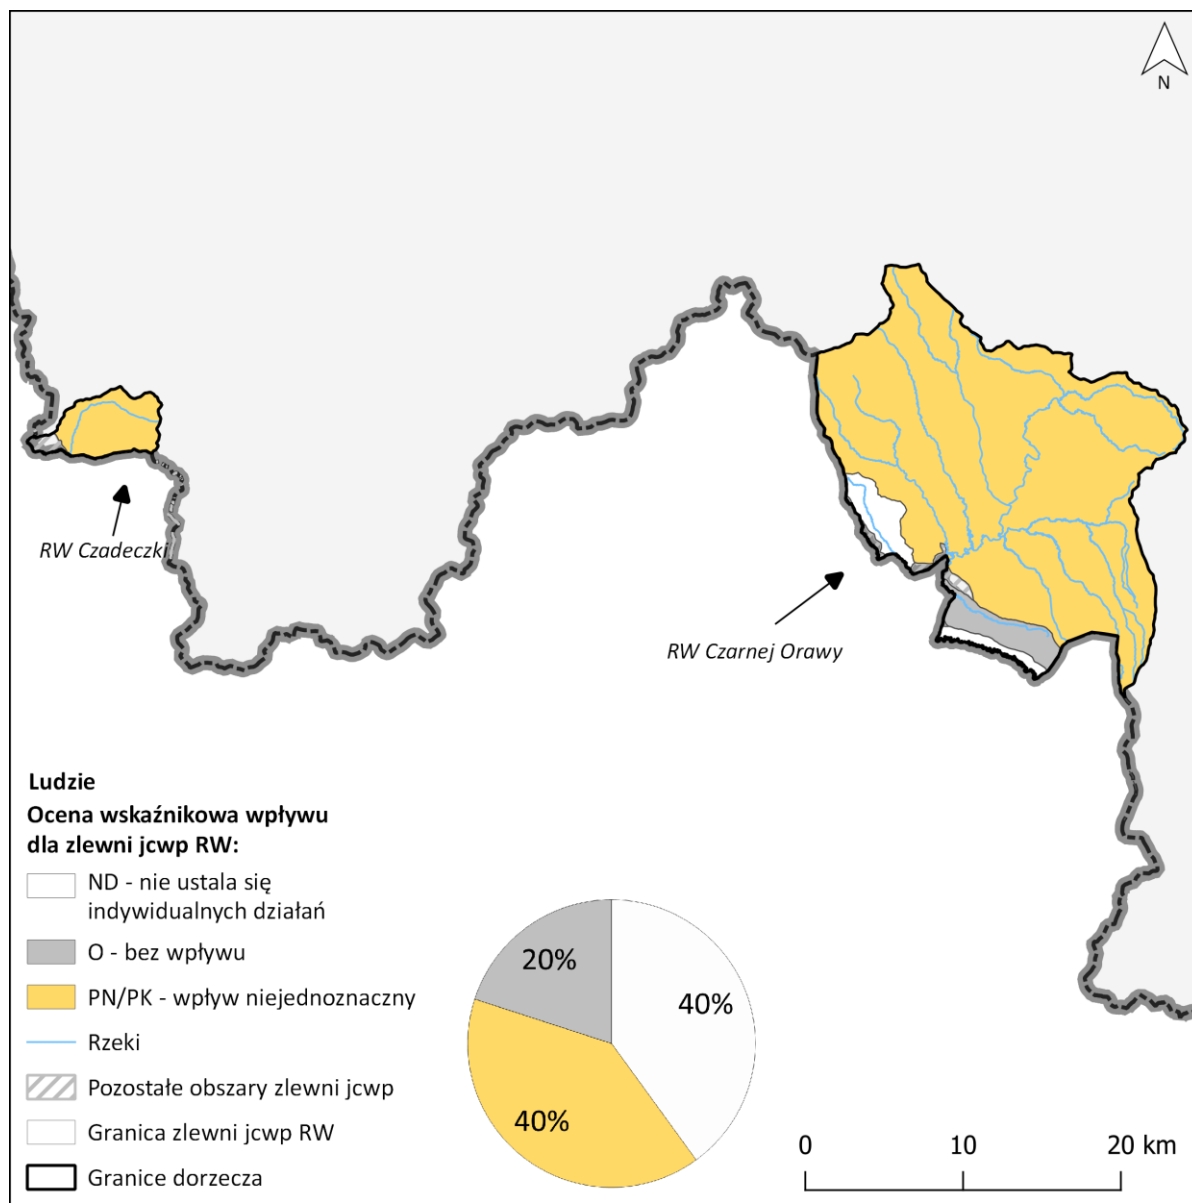 N
RW Czadeczki
RW Czarnej Orawy
Ludzie
Ocena wskaźnikowa wpływu
dla zlewni jcwp RW:
ND - nie ustala się
indywidualnych działań
O - bez wpływu
PN/PK - wpływ niejednoznaczny
Rzeki
Pozostałe obszary zlewni jcwp
Granica zlewni jcwp RW
Granice dorzecza
20%
40%
40%
0 10 20 km